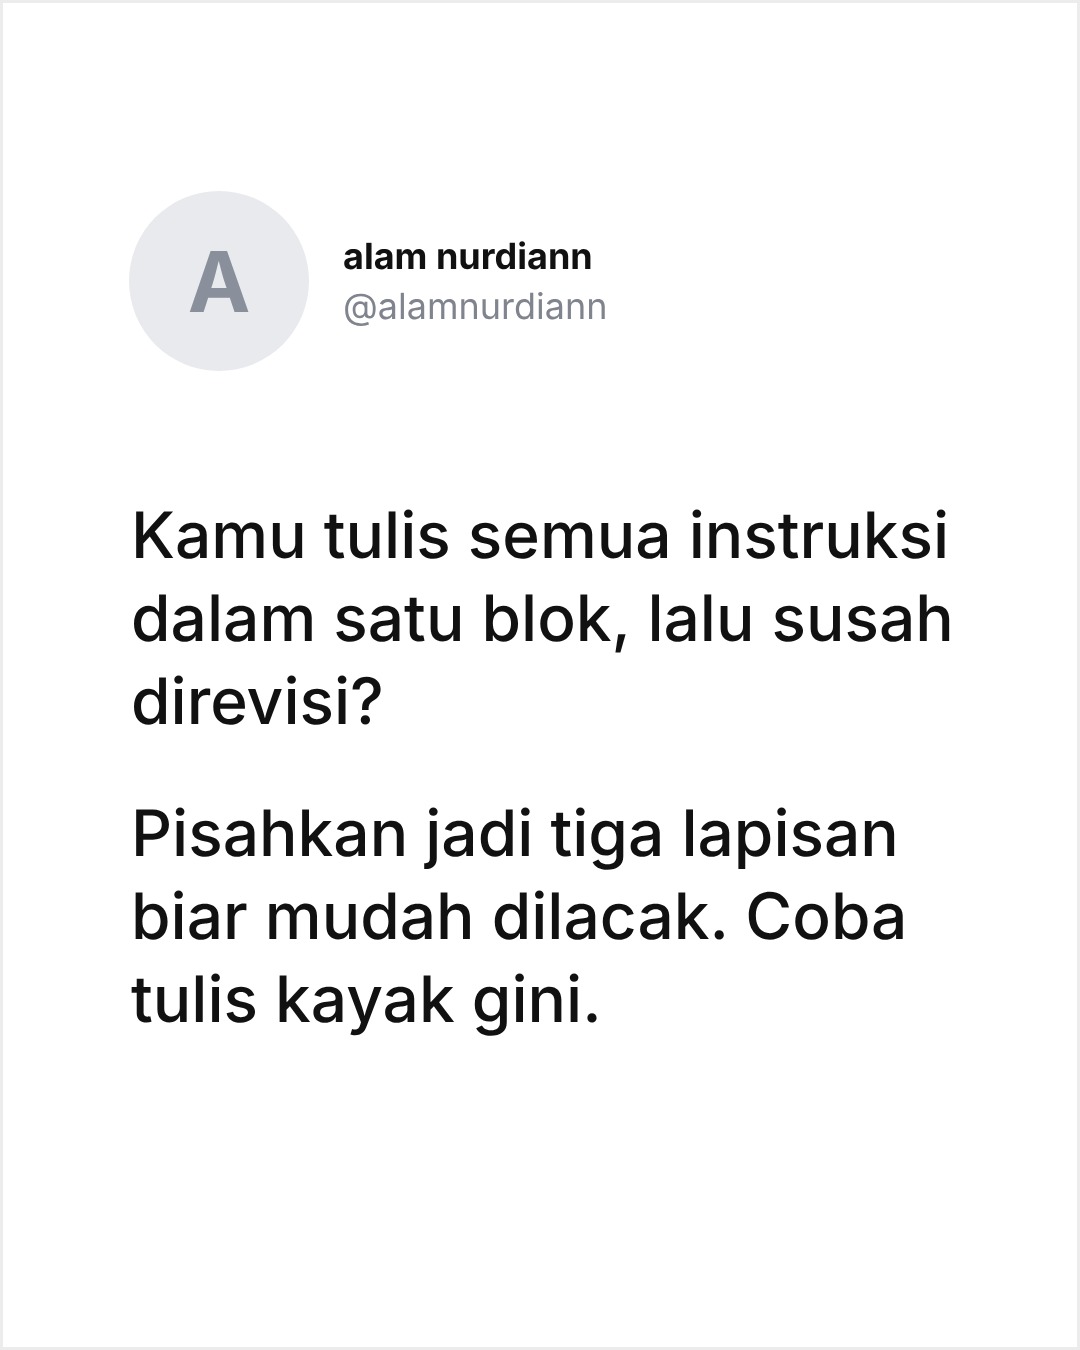 A
alam nurdiann
@alamnurdiann
Kamu tulis semua instruksi
dalam satu blok, lalu susah
direvisi?
Pisahkan jadi tiga lapisan
biar mudah dilacak. Coba
tulis kayak gini.